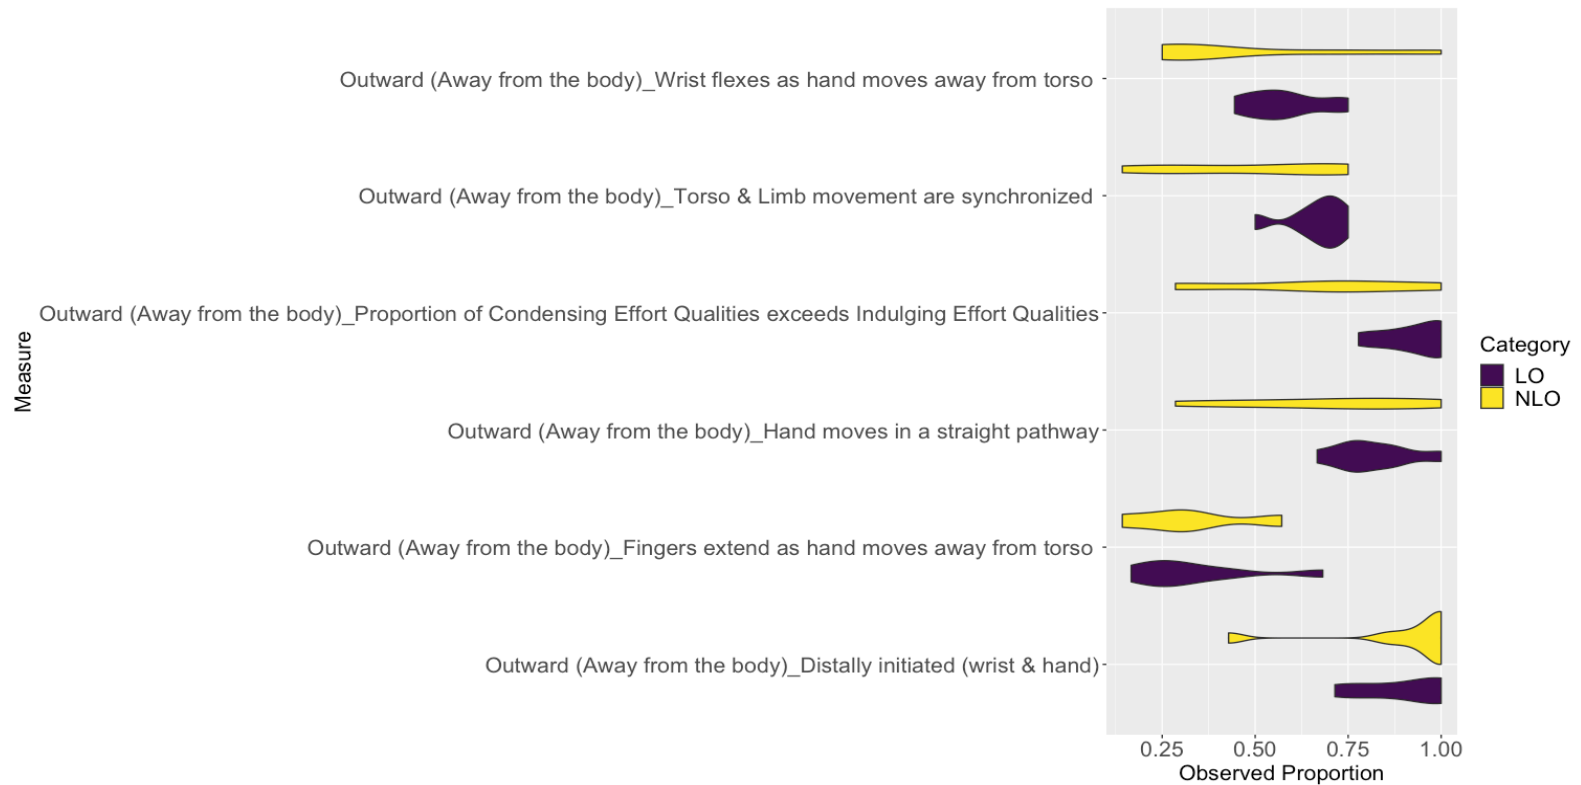 Outward (Away from the body)_Wrist flexes as hand moves away from torso
Outward (Away from the body)_Torso & Limb movement are synchronized
Outward (Away from the body)_Proportion of Condensing Effort Qualities exceeds Indulging Effort Qualities
Outward (Away from the body)_Hand moves in a straight pathway
Outward (Away from the body)_Fingers extend as hand moves away from torso
Outward (Away from the body)_Distally initiated (wrist & hand)
Measure
0.25 0.50 0.75 1.00
Observed Proportion
Category
LO
NLO